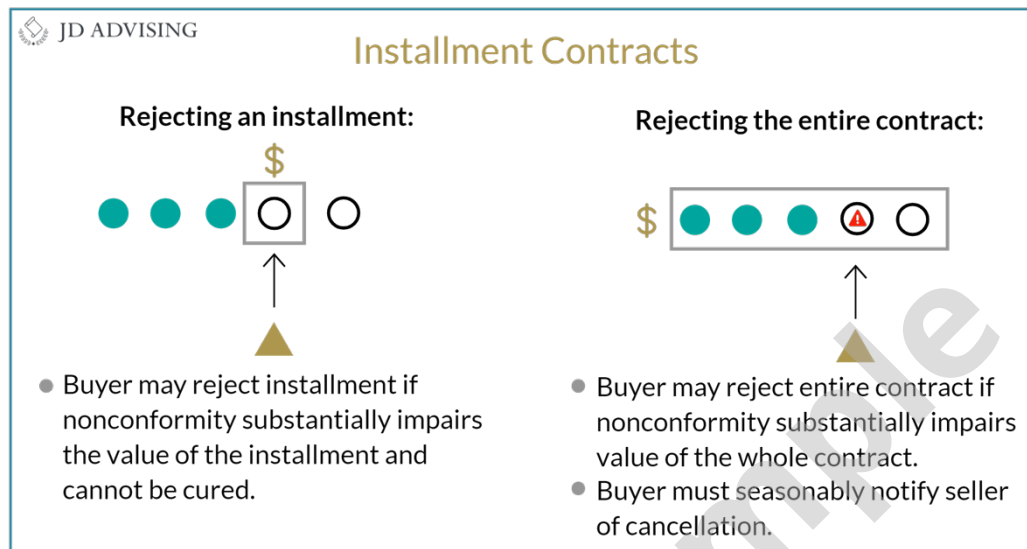 JD ADVISING
Installment Contracts
Rejecting an installment:
$
Buyer may reject installment if
nonconformity substantially impairs
the value of the installment and
cannot be cured.
Rejecting the entire contract:
$
Buyer may reject entire contract if
nonconformity substantially impairs
value of the whole contract.
Buyer must seasonably notify seller
of cancellation.